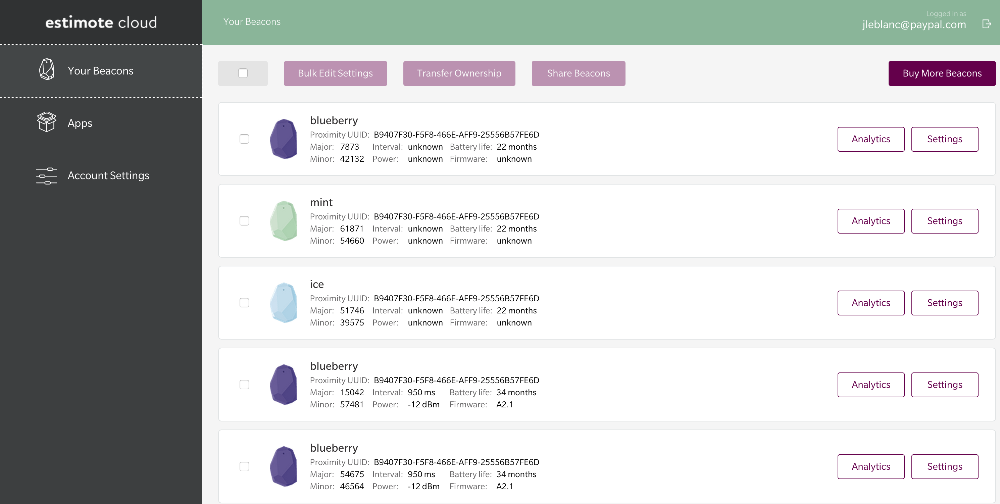 estimote cloud
Your Beacons
Logged in as
jleblanc@paypal.com
Your Beacons
Apps
Account Settings
Bulk Edit Settings
Transfer Ownership
Share Beacons
Buy More Beacons
blueberry
Proximity UUID: B9407F30-F5F8-466E-AFF9-25556B57FE6D
Major: 7873 Interval: unknown Battery life: 22 months
Minor: 42132 Power: unknown Firmware: unknown
Analytics Settings
mint
Proximity UUID: B9407F30-F5F8-466E-AFF9-25556B57FE6D
Major: 61871 Interval: unknown Battery life: 22 months
Minor: 54660 Power: unknown Firmware: unknown
Analytics Settings
ice
Proximity UUID: B9407F30-F5F8-466E-AFF9-25556B57FE6D
Major: 51746 Interval: unknown Battery life: 22 months
Minor: 39575 Power: unknown Firmware: unknown
Analytics Settings
blueberry
Proximity UUID: B9407F30-F5F8-466E-AFF9-25556B57FE6D
Major: 15042 Interval: 950 ms Battery life: 34 months
Minor: 57481 Power: -12 dBm Firmware: A2.1
Analytics Settings
blueberry
Proximity UUID: B9407F30-F5F8-466E-AFF9-25556B57FE6D
Major: 54675 Interval: 950 ms Battery life: 34 months
Minor: 46564 Power: -12 dBm Firmware: A2.1
Analytics Settings